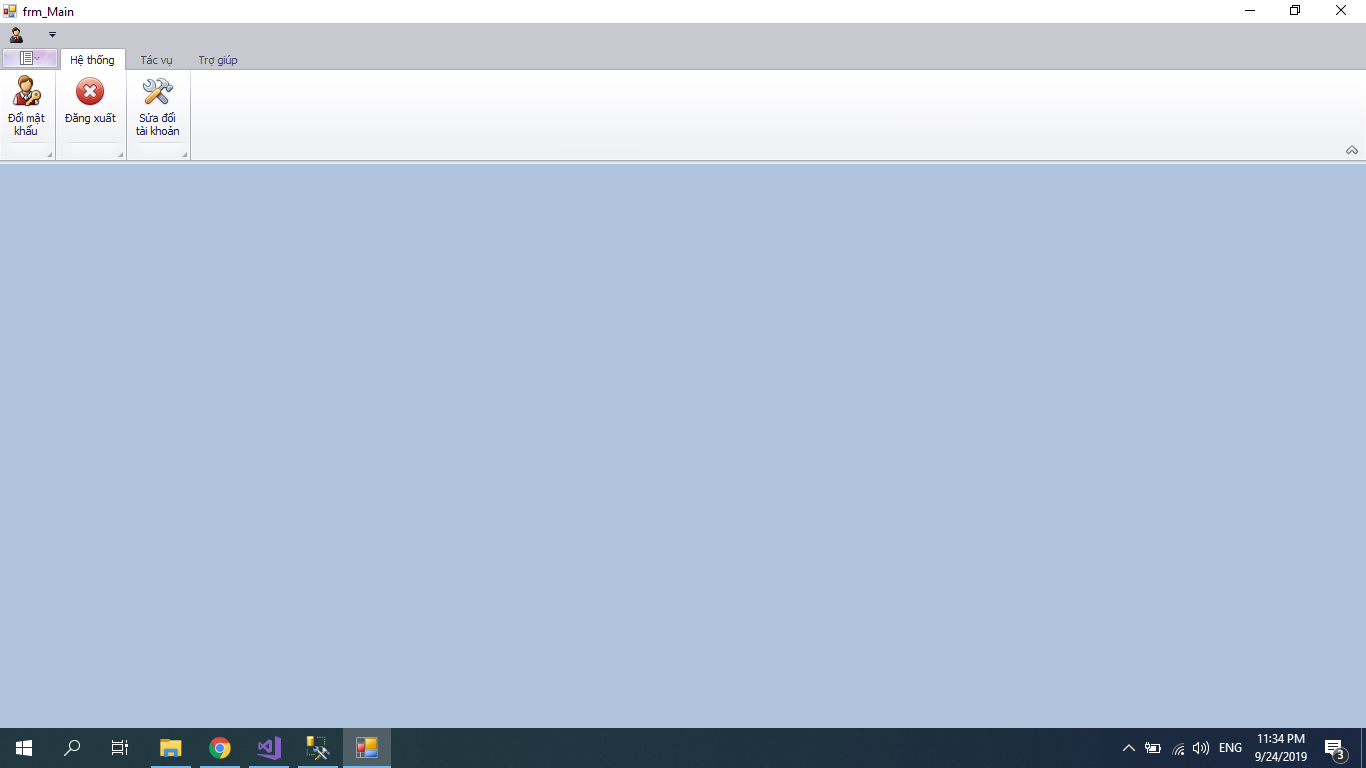 frm_Main
Hệ thống
Tác vụ
Trợ giúp
Đổi mật
khẩu
Đăng xuất
Sửa đổi
tài khoản
ENG
11:34 PM
9/24/2019
3